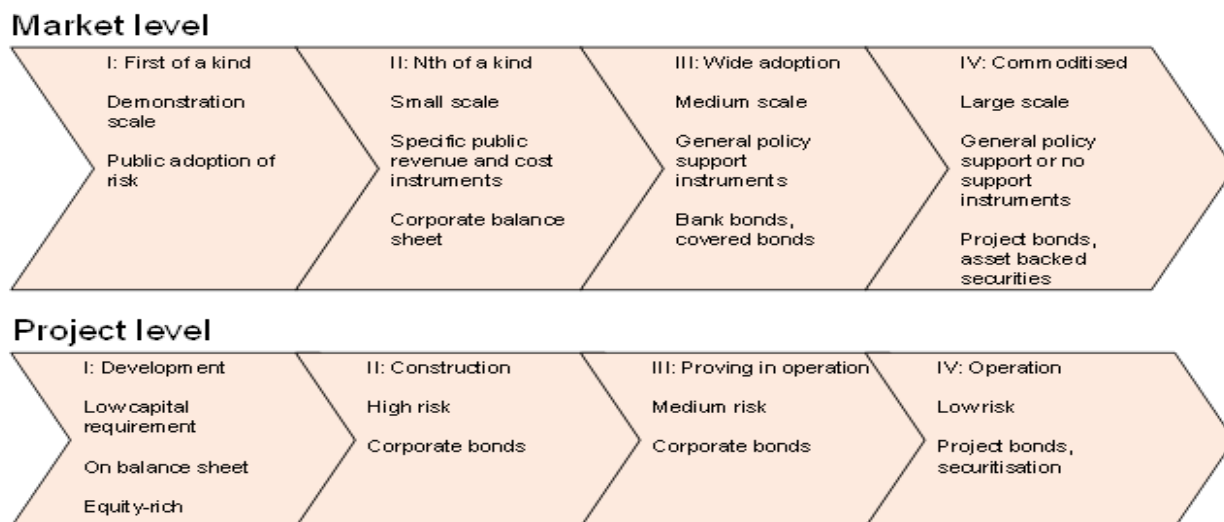 Market level
I: First of a kind
Demonstration
scale
Public adoption of
risk
II: Nth of a kind
Small scale
Specific public
revenue and cost
instruments
Corporate balance
sheet
III: Wide adoption
Medium scale
General policy
support
instruments
Bank bonds,
covered bonds
IV: Commoditised
Large scale
General policy
support or no
support
instruments
Project bonds,
asset backed
securities
Project level
I: Development
Low capital
requirement
On balance sheet
Equity-rich
II: Construction
High risk
Corporate bonds
III: Proving in operation
Medium risk
Corporate bonds
IV: Operation
Low risk
Project bonds,
securitisation